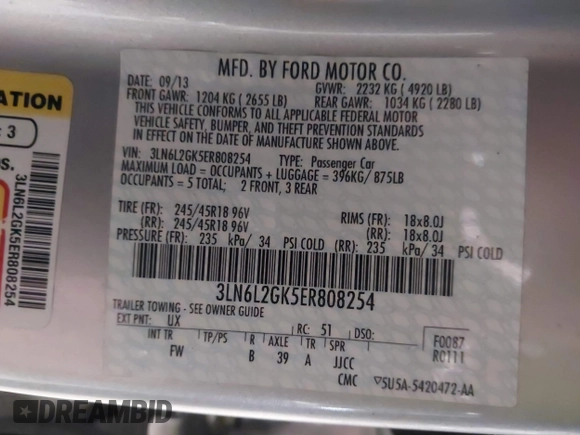 MFD. BY FORD MOTOR CO.
DATE: 09/13 GVWR: 2232 KG ( 4920 LB)
FRONT GAWR: 1204 KG ( 2655 LB) REAR GAWR: 1034 KG ( 2280 LB)
THIS VEHICLE CONFORMS TO ALL APPLICABLE FEDERAL MOTOR
VEHICLE SAFETY, BUMPER, AND THEFT PREVENTION STANDARDS
IN EFFECT ON THE DATE OF MANUFACTURE SHOWN ABOVE.
VIN: 3LN6L2GK5ER808254 TYPE: Passenger Car
MAXIMUM LOAD = OCCUPANTS + LUGGAGE = 396KG/ 875LB
OCCUPANTS = 5 TOTAL; 2 FRONT, 3 REAR
TIRE (FR): 245/45R18 96V RIMS (FR): 18x8.0J
(RR): 245/45R18 96V (RR): 18x8.0J
PRESSURE (FR): 235 kPa/ 34 PSI COLD (RR): 235 kPa/ 34 PSI COLD
3LN6L2GK5ER808254
TRAILER TOWING - SEE OWNER GUIDE
EXT PNT: UX RC: 51 DSO: F0087
R0111
INT TR TP/PS R AXLE TR SPR
FW B 39 A JJCC
CMC ▽5U5A-5420472-AA
ATION
: 3
ns.
3LN6L2GK5ER808254
DREAMBID